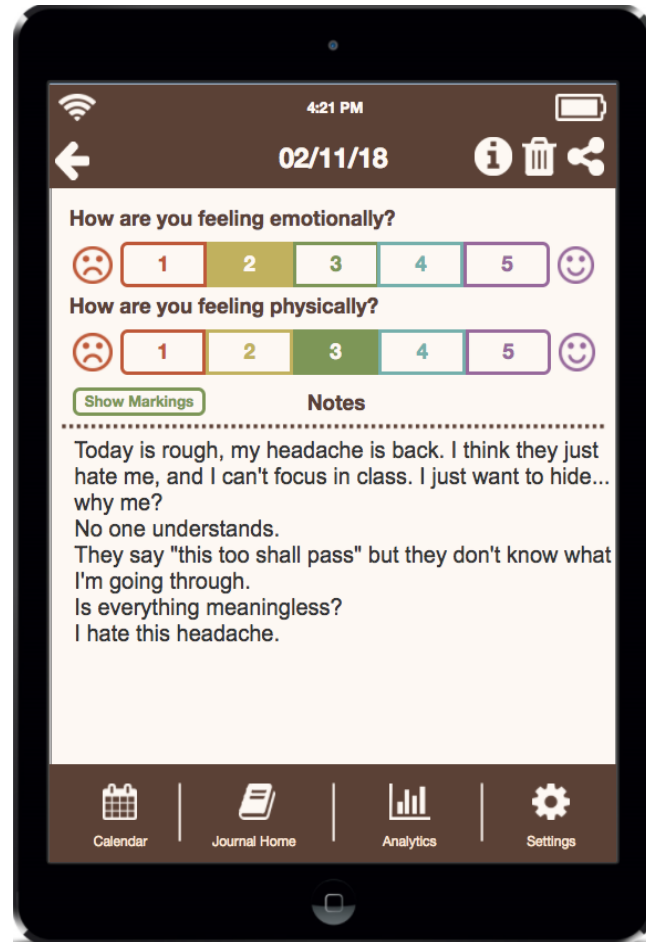 4:21 PM
02/11/18
How are you feeling emotionally?
1 2 3 4 5
How are you feeling physically?
1 2 3 4 5
Show Markings Notes
Today is rough, my headache is back. I think they just
hate me, and I can't focus in class. I just want to hide...
why me?
No one understands.
They say "this too shall pass" but they don't know what
I'm going through.
Is everything meaningless?
I hate this headache.
Calendar Journal Home Analytics Settings